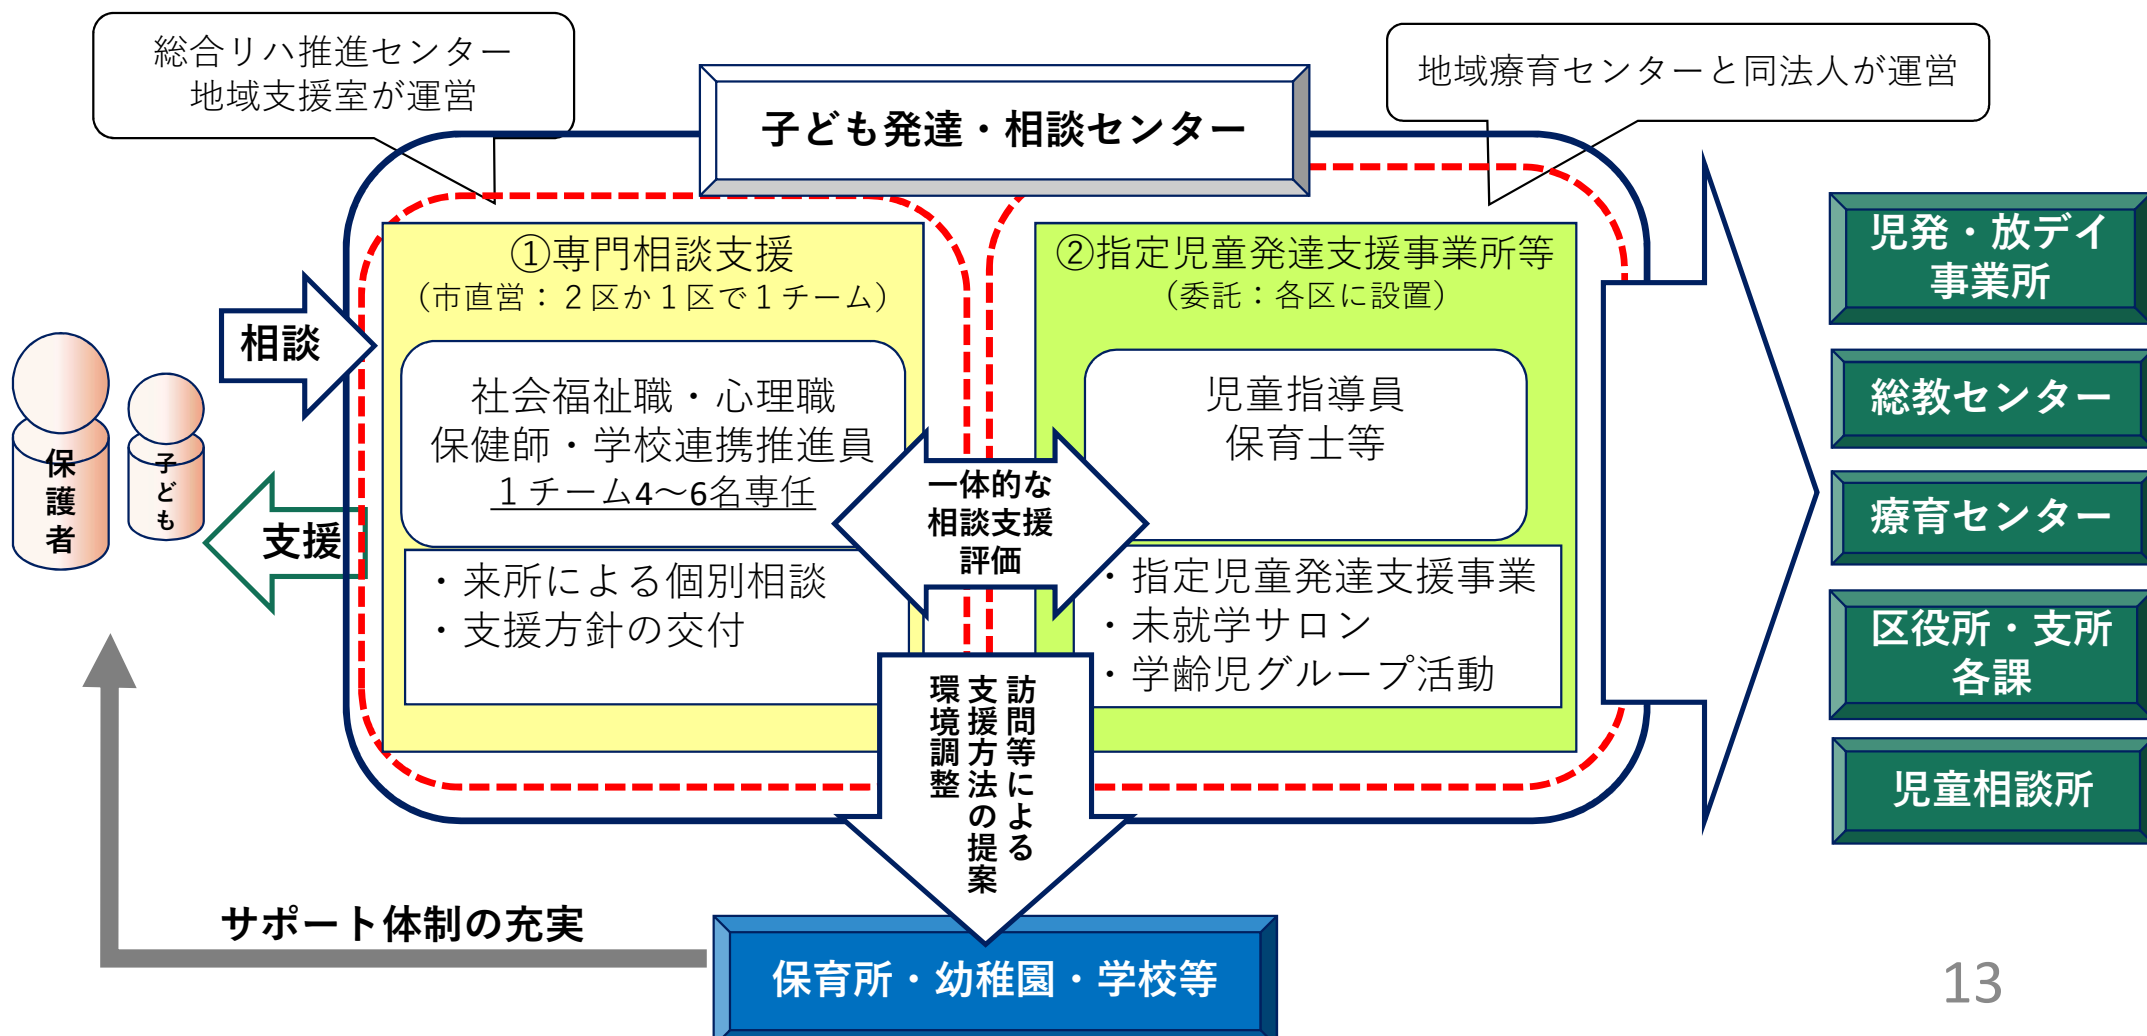 総合リハ推進センター
地域支援室が運営
地域療育センターと同法人が運営
子ども発達・相談センター
①専門相談支援
（市直営：２区か１区で１チーム）
社会福祉職・心理職
保健師・学校連携推進員
１チーム4～6名専任
・来所による個別相談
・支援方針の交付
②指定児童発達支援事業所等
（委託：各区に設置）
児童指導員
保育士等
・指定児童発達支援事業
・未就学サロン
・学齢児グループ活動
一体的な
相談支援
評価
相談
支援
保護者
子ども
訪問等による
支援方法の提案
環境調整
児発・放デイ
事業所
総教センター
療育センター
区役所・支所
各課
児童相談所
サポート体制の充実
保育所・幼稚園・学校等
13